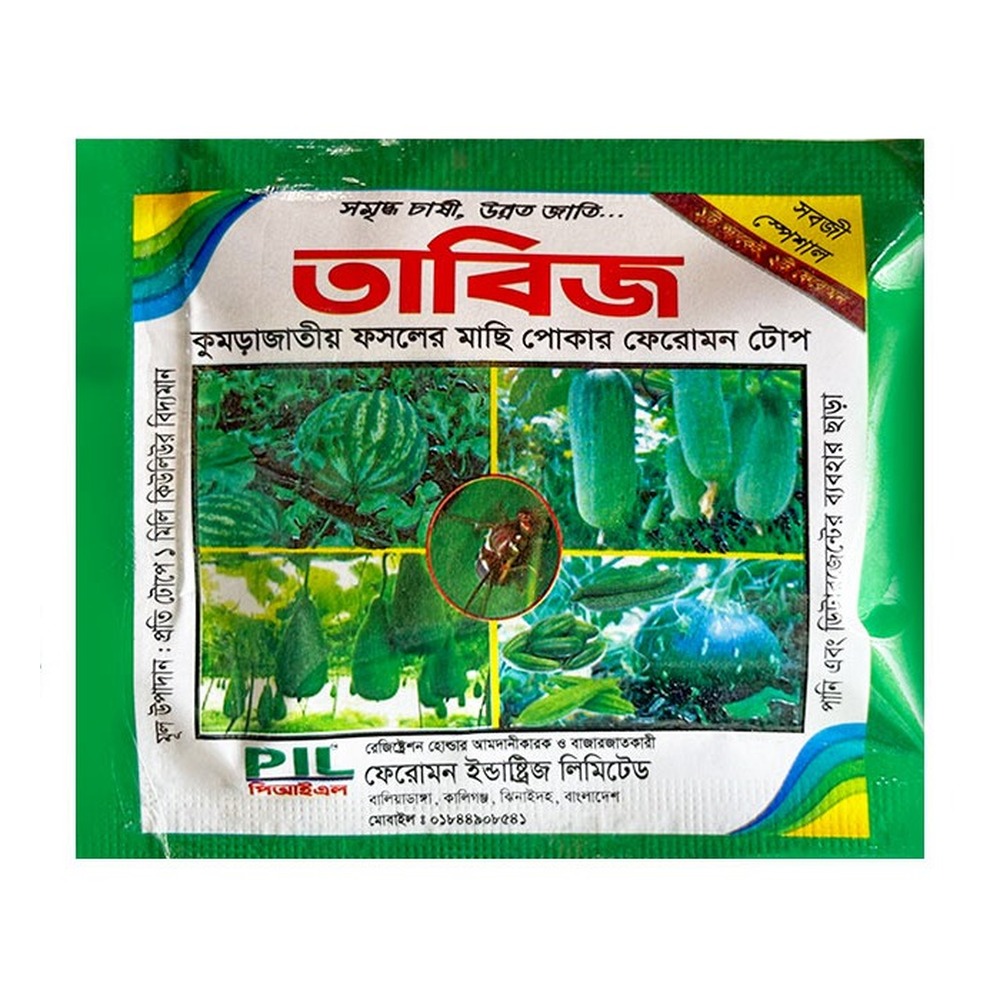 সমৃদ্ধ চাষী, উন্নত জাতি...
সবজী
স্পেশাল
তাবিজ
কুমড়াজাতীয় ফসলের মাছি পোকার ফেরোমন টোপ
মূল উপাদান : প্রতি টোপে ১ মিলি কিউলিউর বিদ্যমান
পানি এবং ডিটারজেন্টের ব্যবহার ছাড়া
PIL
পিআইএল
রেজিষ্ট্রেশন হোল্ডার আমদানীকারক ও বাজারজাতকারী
ফেরোমন ইন্ডাষ্ট্রিজ লিমিটেড
বালিয়াডাঙ্গা, কালিগঞ্জ, ঝিনাইদহ, বাংলাদেশ
মোবাইল ঃ ০১৮৪৪৯০৮৫৪১